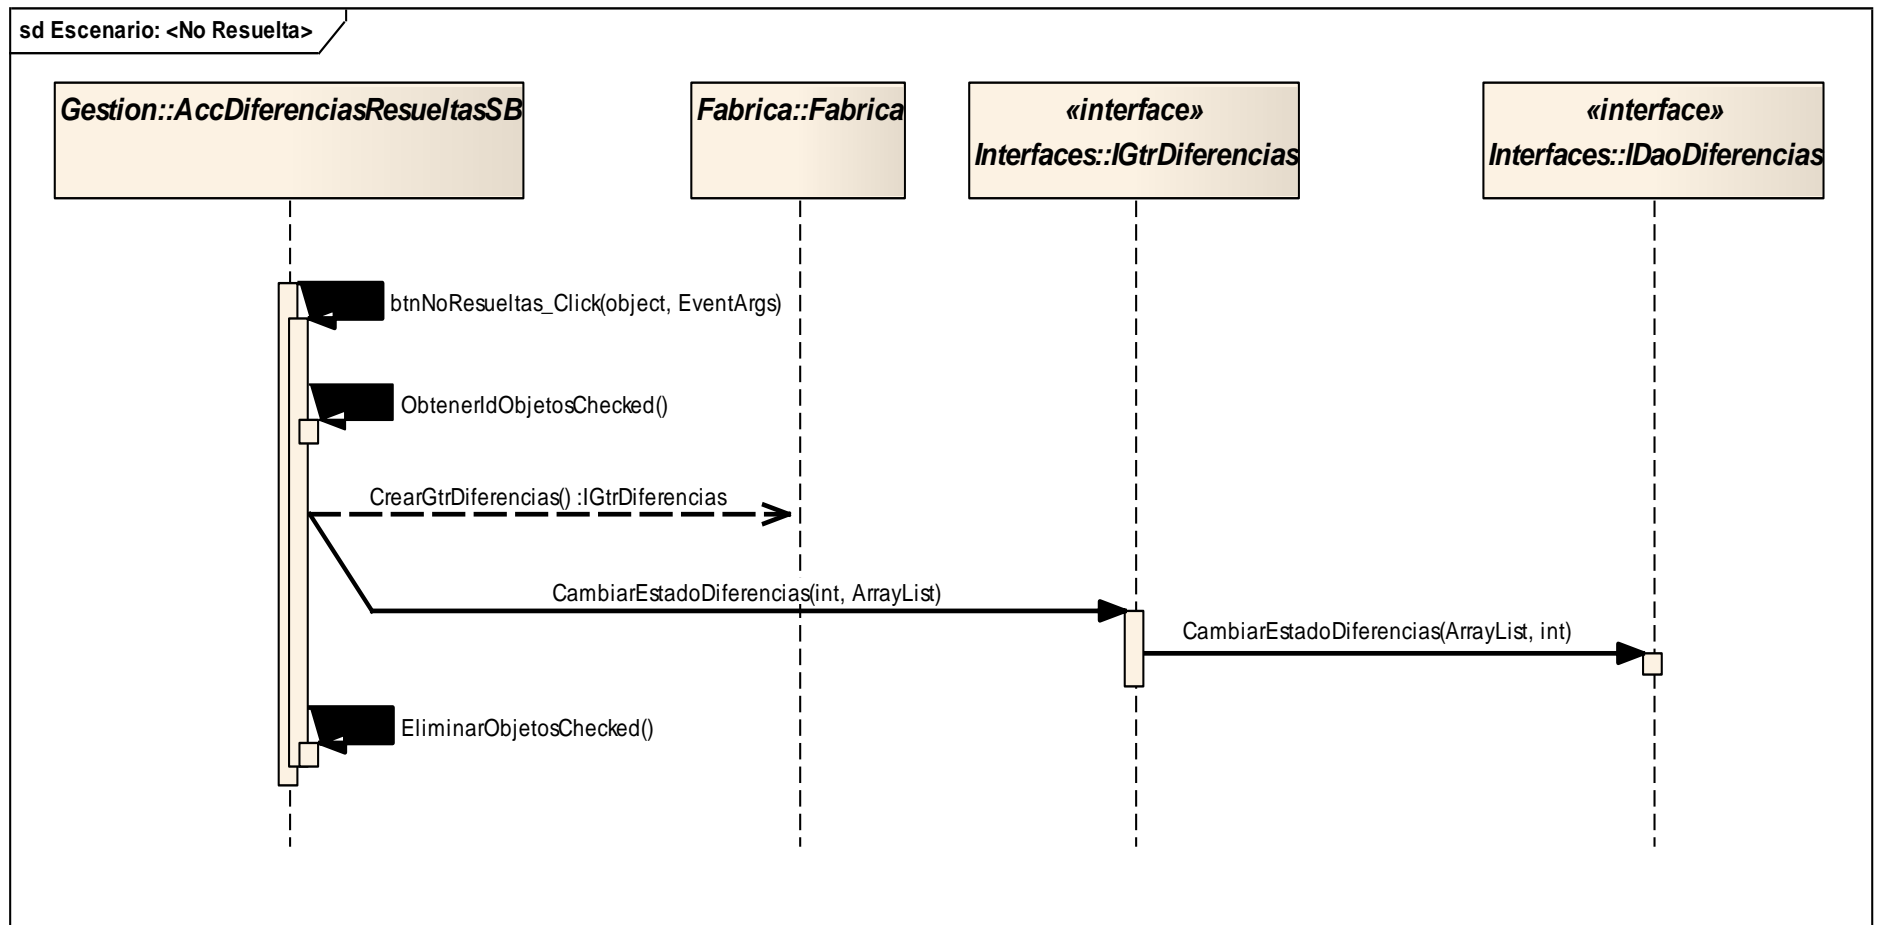 sd Escenario: <No Resuelta>
Gestion::AccDiferenciasResueltasSB
Fabrica::Fabrica
«interface»
Interfaces::IGtrDiferencias
«interface»
Interfaces::IDaoDiferencias
btnNoResueltas_Click(object, EventArgs)
ObtenerIdObjetosChecked()
CrearGtrDiferencias() :IGtrDiferencias
CambiarEstadoDiferencias(int, ArrayList)
CambiarEstadoDiferencias(ArrayList, int)
EliminarObjetosChecked()